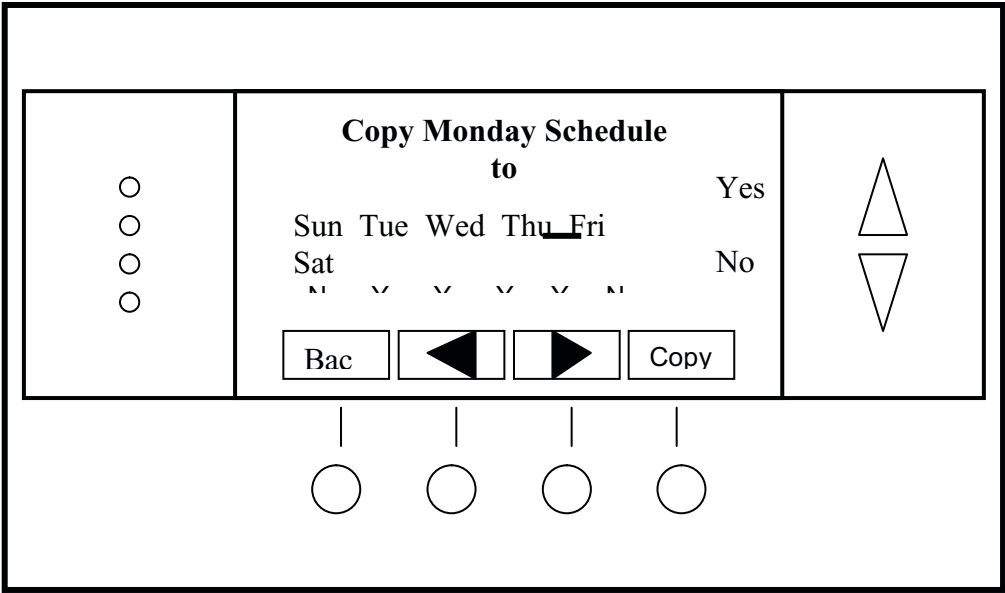 Copy Monday Schedule
to
Yes
Sun Tue Wed Thu Fri
Sat
No
Bac
Copy